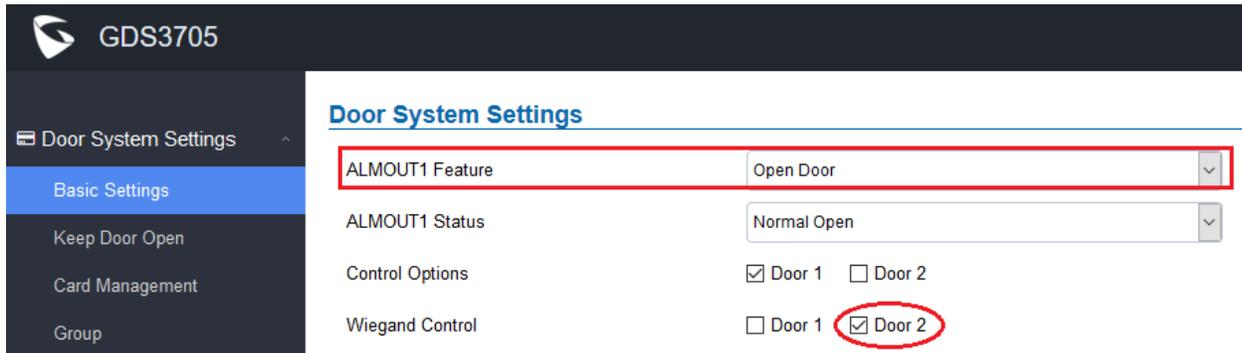 GDS3705
Door System Settings
Basic Settings
Keep Door Open
Card Management
Group
Door System Settings
ALMOUT1 Feature Open Door
ALMOUT1 Status Normal Open
Control Options Door 1 Door 2
Wiegand Control Door 1 Door 2